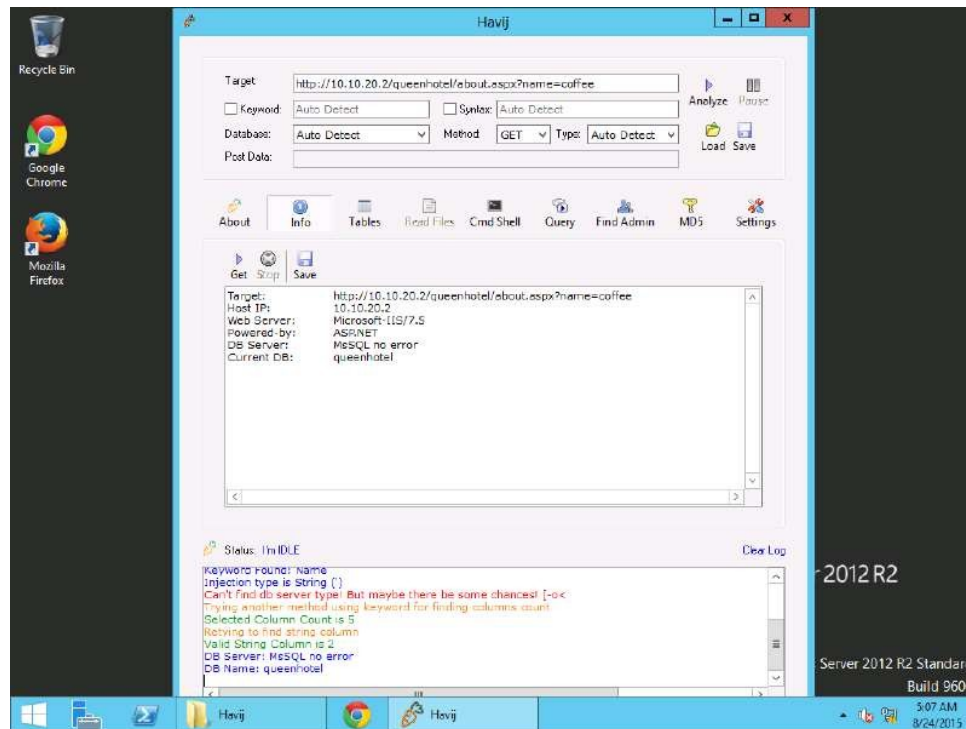 Havij
Recycle Bin
Target
http://10.10.20.2/queenhotel/about.aspx?name=coffee
Analyze
Pause
Keyword:
Auto Detect
Syntax:
Auto Detect
Database:
Auto Detect
Method
GET
Type:
Auto Detect
Load
Save
Post Data:
Google
Chrome
About
Info
Tables
Read Files
Cmd Shell
Query
Find Admin
MD5
Settings
Mozilla
Firefox
Get
Stop
Save
Target: http://10.10.20.2/queenhotel/about.aspx?name=coffee
Host IP: 10.10.20.2
Web Server: Microsoft-IIS/7.5
Powered-by: ASP.NET
DB Server: MsSQL no error
Current DB: queenhotel
Status: I'm IDLE
Clear Log
Keyword Found: Name
Injection type is String (')
Can't find db server type! But maybe there be some chances! [-o<
Trying another method using keyword for finding columns count
Selected Column Count is 5
Retying to find string column
Valid String Column is 2
DB Server: MsSQL no error
DB Name: queenhotel
2012 R2
Server 2012 R2 Standar
Build 960
Havij
Havij
5:07 AM
8/24/2015